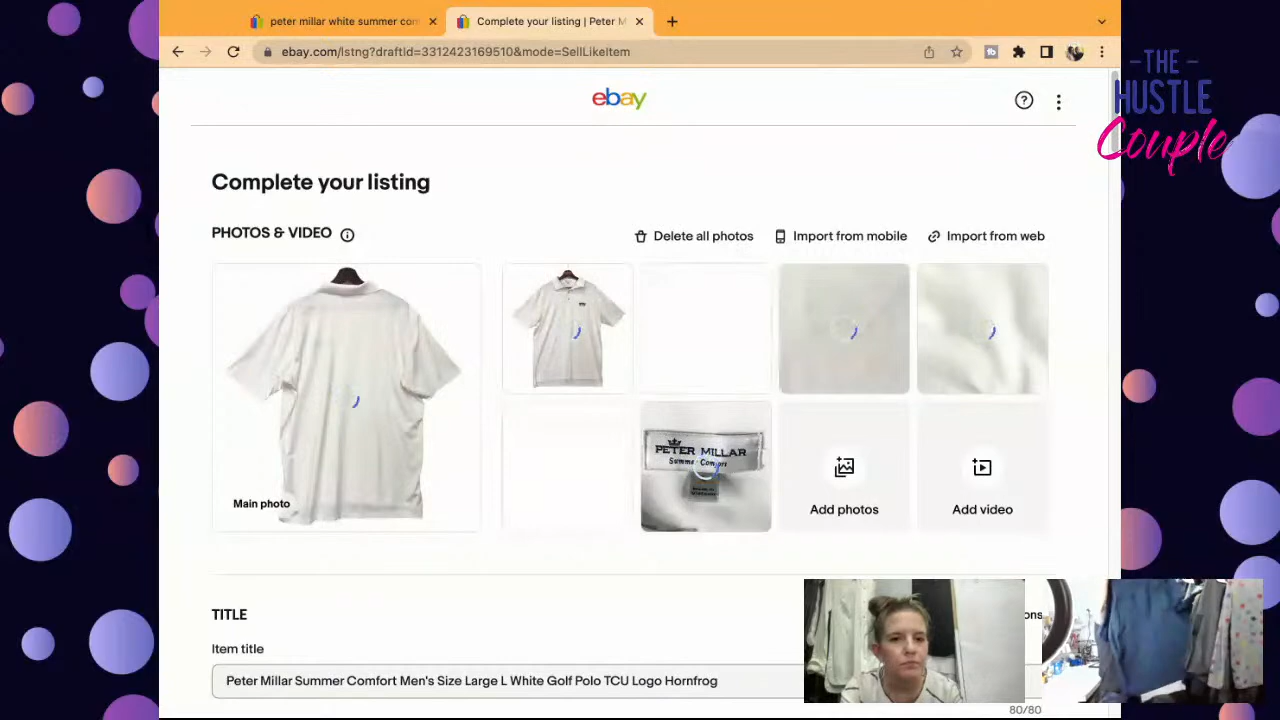 peter millar white summer com
Complete your listing | Peter M
ebay.com/lstng?draftid=3312423169510&mode=SellLikeItem
-THE-
HUSTLE
Couple
ebay
Complete your listing
PHOTOS & VIDEO
Delete all photos
Import from mobile
Import from web
PETER MILLAR
Summer Comfort
Main photo
Add photos
Add video
TITLE
ons
Item title
Peter Millar Summer Comfort Men's Size Large L White Golf Polo TCU Logo Hornfrog
80/80